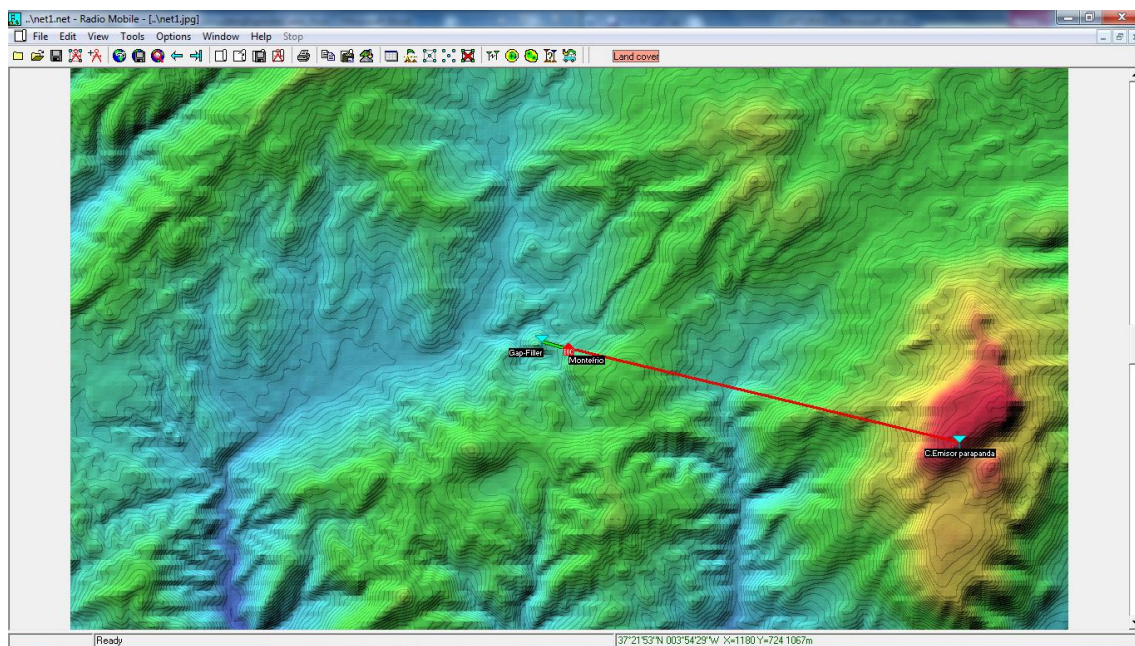 ..\net1.net - Radio Mobile - [..\net1.jpg]
File Edit View Tools Options Window Help Stop
Land cover
Gap-Filler
Montefrio
C.Emisor parapanda
Ready
37°21'53"N 003°54'29"W X=1180 Y=724 1067m